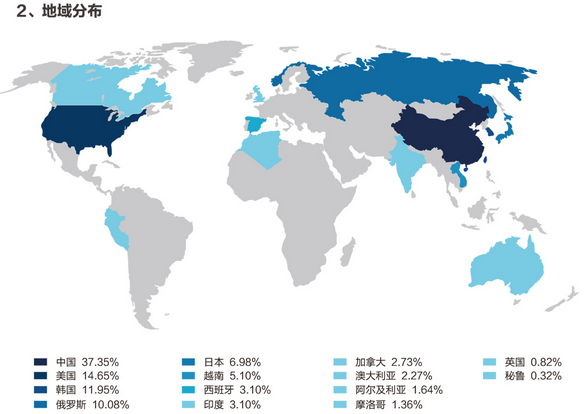 2、地域分布
中国 37.35%
美国 14.65%
韩国 11.95%
俄罗斯 10.08%
日本 6.98%
越南 5.10%
西班牙 3.10%
印度 3.10%
加拿大 2.73%
澳大利亚 2.27%
阿尔及利亚 1.64%
摩洛哥 1.36%
英国 0.82%
秘鲁 0.32%